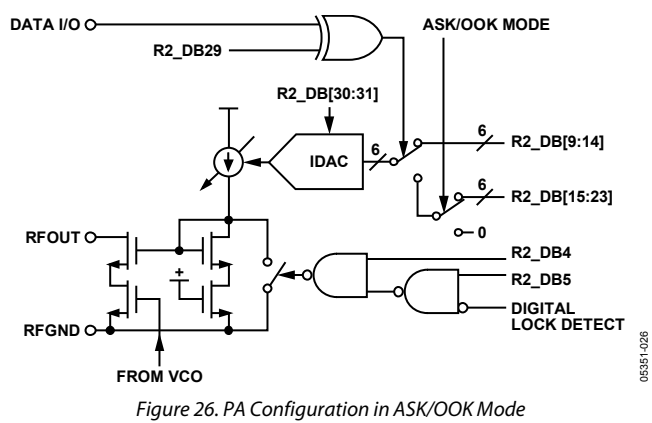 DATA I/O
ASK/OOK MODE
R2_DB29
R2_DB[30:31]
6
R2_DB[9:14]
IDAC
6
6
R2_DB[15:23]
RFOUT
0
R2_DB4
+
R2_DB5
DIGITAL
LOCK DETECT
RFGND
FROM VCO
05351-026
Figure 26. PA Configuration in ASK/OOK Mode